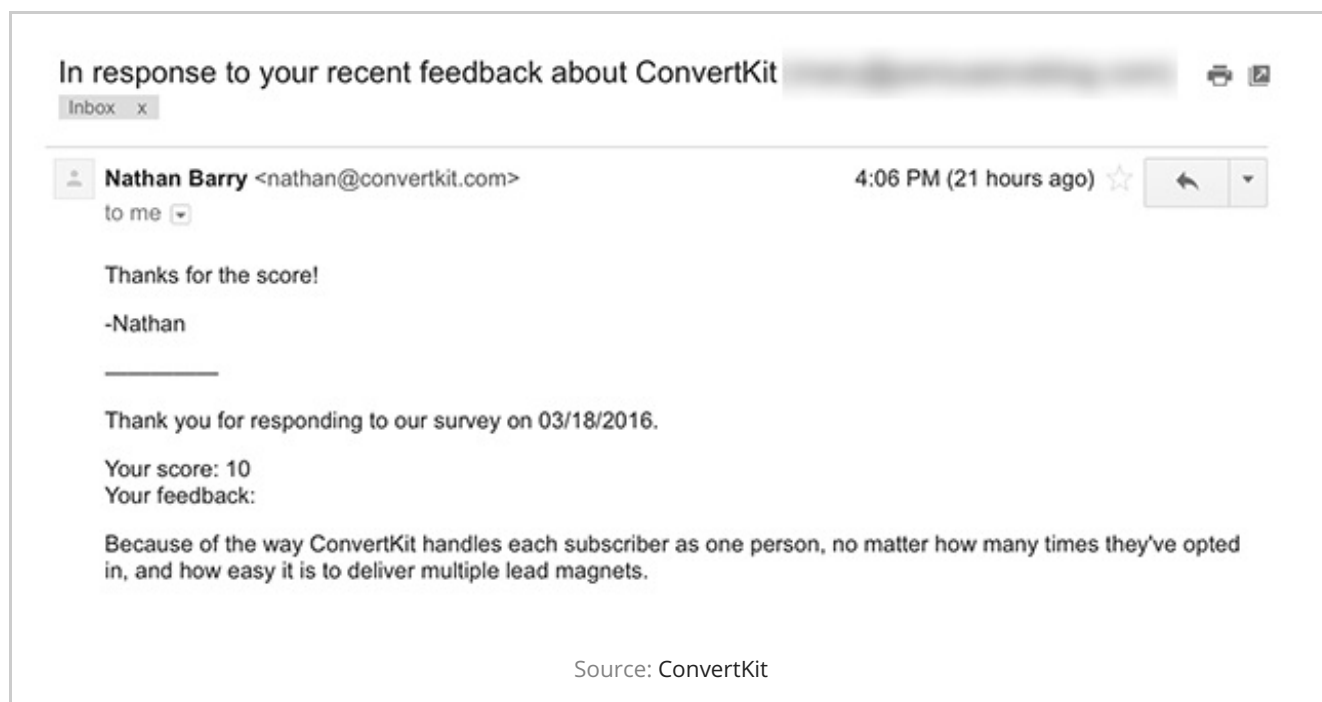 In response to your recent feedback about ConvertKit
Inbox x
Nathan Barry <nathan@convertkit.com> 4:06 PM (21 hours ago)
to me
Thanks for the score!
-Nathan
Thank you for responding to our survey on 03/18/2016.
Your score: 10
Your feedback:
Because of the way ConvertKit handles each subscriber as one person, no matter how many times they've opted
in, and how easy it is to deliver multiple lead magnets.
Source: ConvertKit